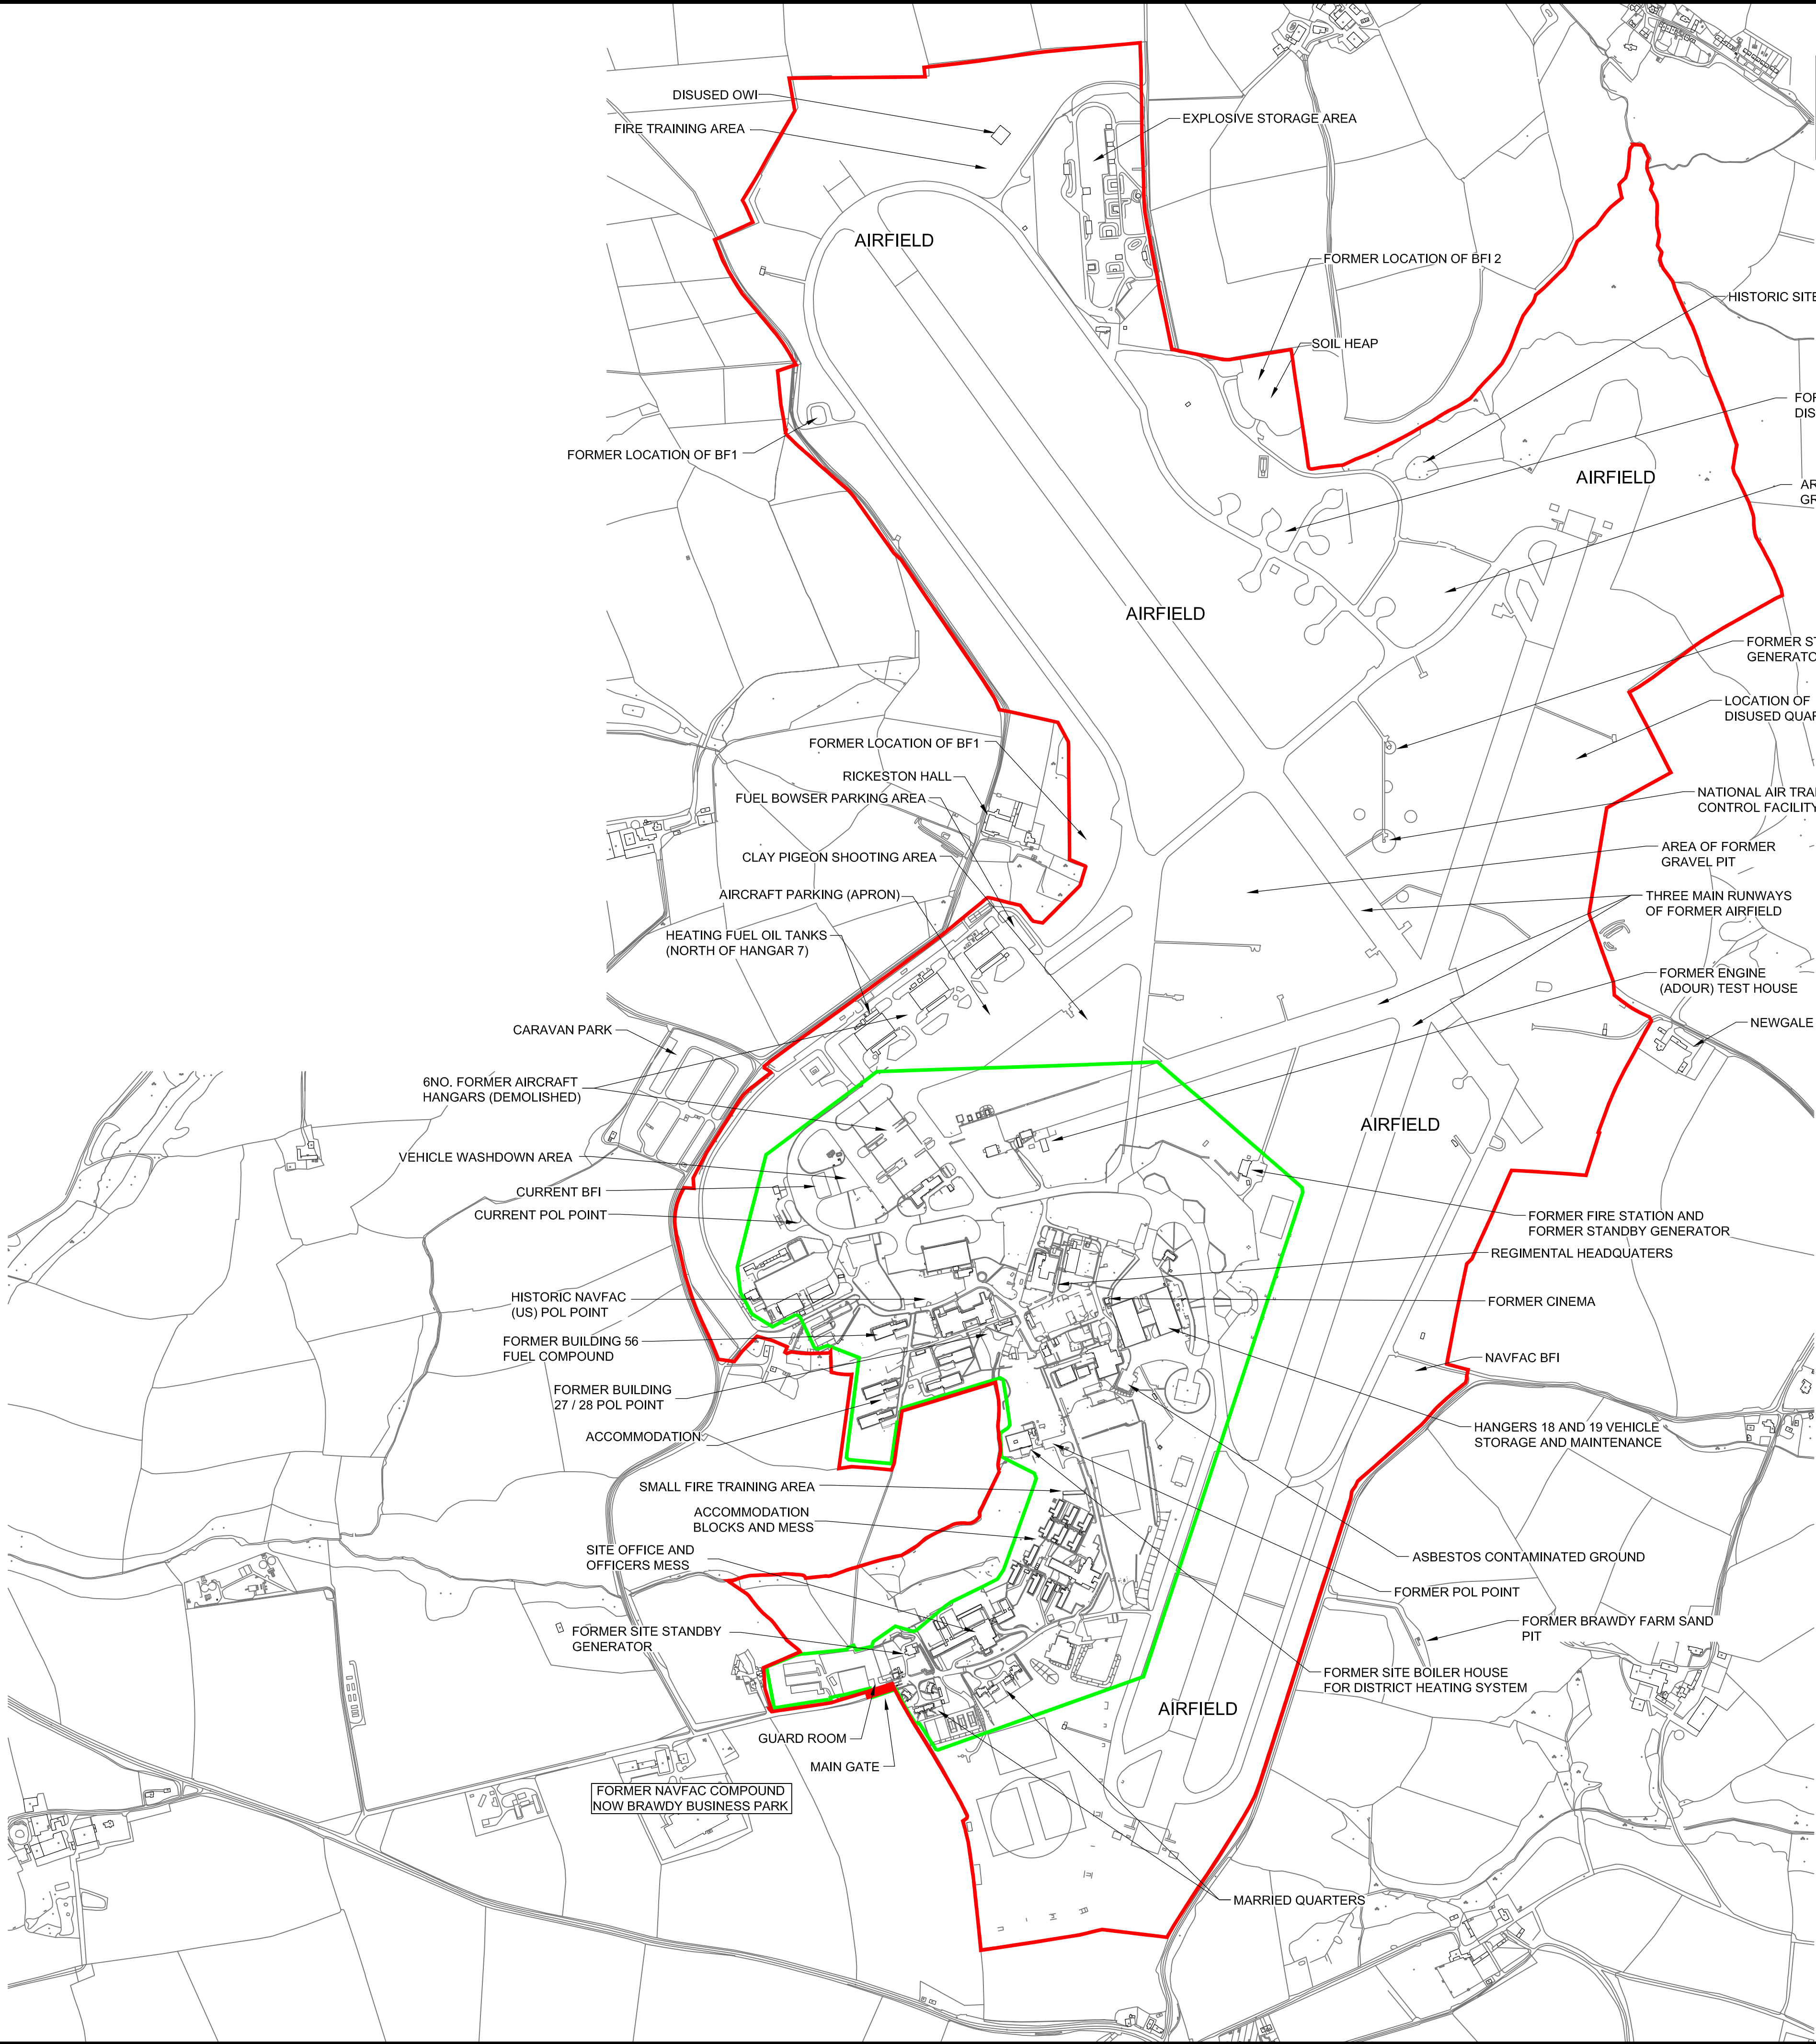 DISUSED OWI
FIRE TRAINING AREA
EXPLOSIVE STORAGE AREA
AIRFIELD
FORMER LOCATION OF BFI 2
HISTORIC SITE
SOIL HEAP
FORMER LOCATION OF BF1
AIRFIELD
AIRFIELD
LOCATION OF
FORMER LOCATION OF BF1
RICKESTON HALL
FUEL BOWSER PARKING AREA
CLAY PIGEON SHOOTING AREA
AIRCRAFT PARKING (APRON)
HEATING FUEL OIL TANKS
(NORTH OF HANGAR 7)
FORMER
DISUSED
NATIONAL AIR
CONTROL FACILITY
AREA OF FORMER
GRAVEL PIT
THREE MAIN RUNWAYS
OF FORMER AIRFIELD
FORMER ENGINE
(ADOUR) TEST HOUSE
NEWGALE
CARAVAN PARK
6NO. FORMER AIRCRAFT
HANGARS (DEMOLISHED)
AIRFIELD
VEHICLE WASHDOWN AREA
CURRENT BFI
CURRENT POL POINT
FORMER FIRE STATION AND
FORMER STANDBY GENERATOR
REGIMENTAL HEADQUATERS
HISTORIC NAVFAC
(US) POL POINT
FORMER CINEMA
FORMER BUILDING 56
FUEL COMPOUND
NAVFAC BFI
FORMER BUILDING
27 / 28 POL POINT
ACCOMMODATION
HANGERS 18 AND 19 VEHICLE
STORAGE AND MAINTENANCE
SMALL FIRE TRAINING AREA
ACCOMMODATION
BLOCKS AND MESS
SITE OFFICE AND
OFFICERS MESS
ASBESTOS CONTAMINATED GROUND
FORMER POL POINT
FORMER BRAWDY FARM SAND
PIT
FORMER SITE STANDBY
GENERATOR
FORMER SITE BOILER HOUSE
FOR DISTRICT HEATING SYSTEM
AIRFIELD
GUARD ROOM
MAIN GATE
FORMER NAVFAC COMPOUND
NOW BRAWDY BUSINESS PARK
MARRIED QUARTERS